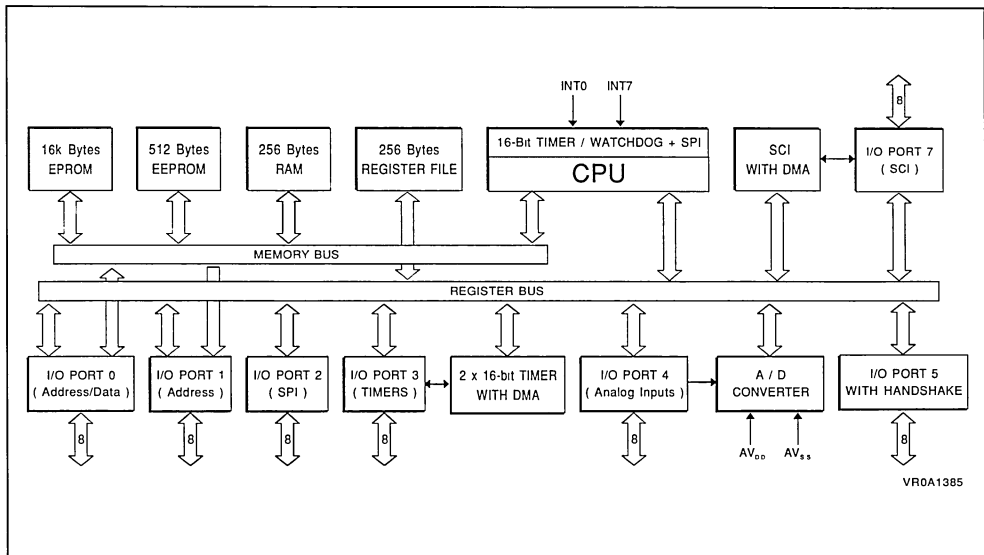 INT0 INT7
8
16k Bytes
EPROM
512 Bytes
EEPROM
256 Bytes
RAM
256 Bytes
REGISTER FILE
16-Bit TIMER / WATCHDOG + SPI
CPU
SCI
WITH DMA
I/O PORT 7
( SCI )
MEMORY BUS
REGISTER BUS
I/O PORT 0
( Address/Data )
I/O PORT 1
( Address )
I/O PORT 2
( SPI )
I/O PORT 3
( TIMERS )
2 x 16-bit TIMER
WITH DMA
I/O PORT 4
( Analog Inputs )
A / D
CONVERTER
I/O PORT 5
WITH HANDSHAKE
8
8
8
8
8
8
AVDD AVSS
VR0A1385